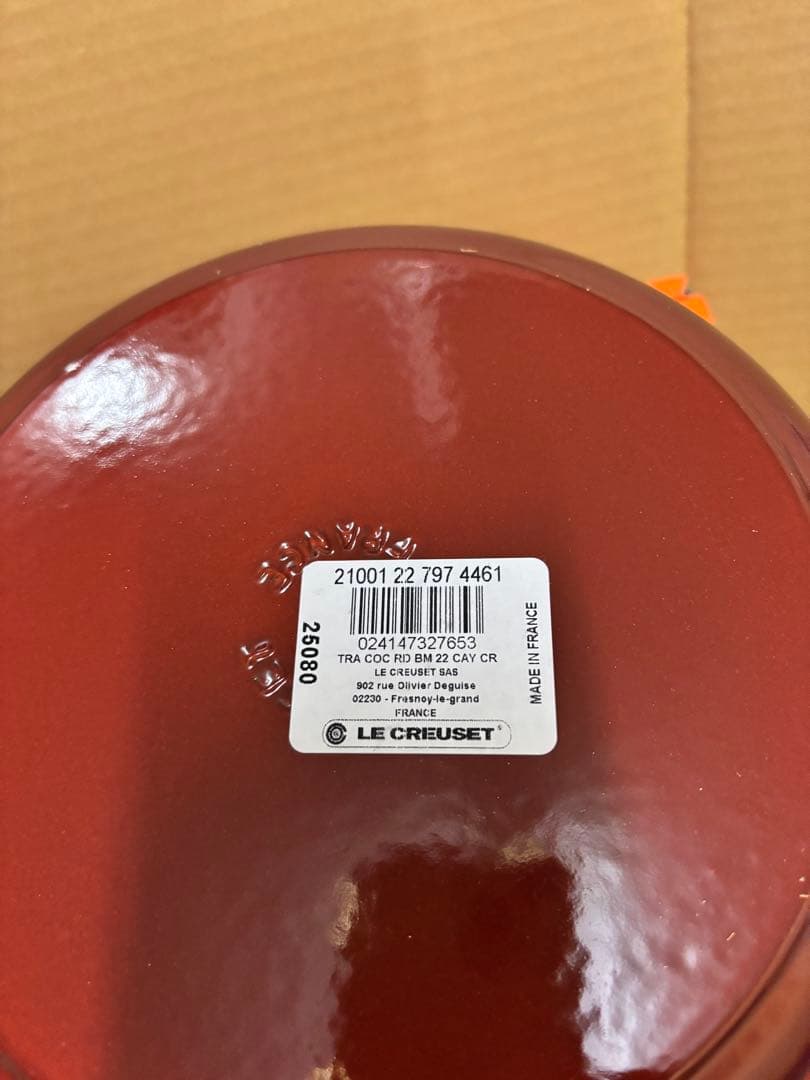 FRANCE
21001 22 797 4461
024147327653
TRA COC RD BM 22 CAY CR
LE CREUSET SAS
902 rue Olivier Deguise
02230 - Fresnoy-le-grand
FRANCE
LE CREUSET
25080
MADE IN FRANCE